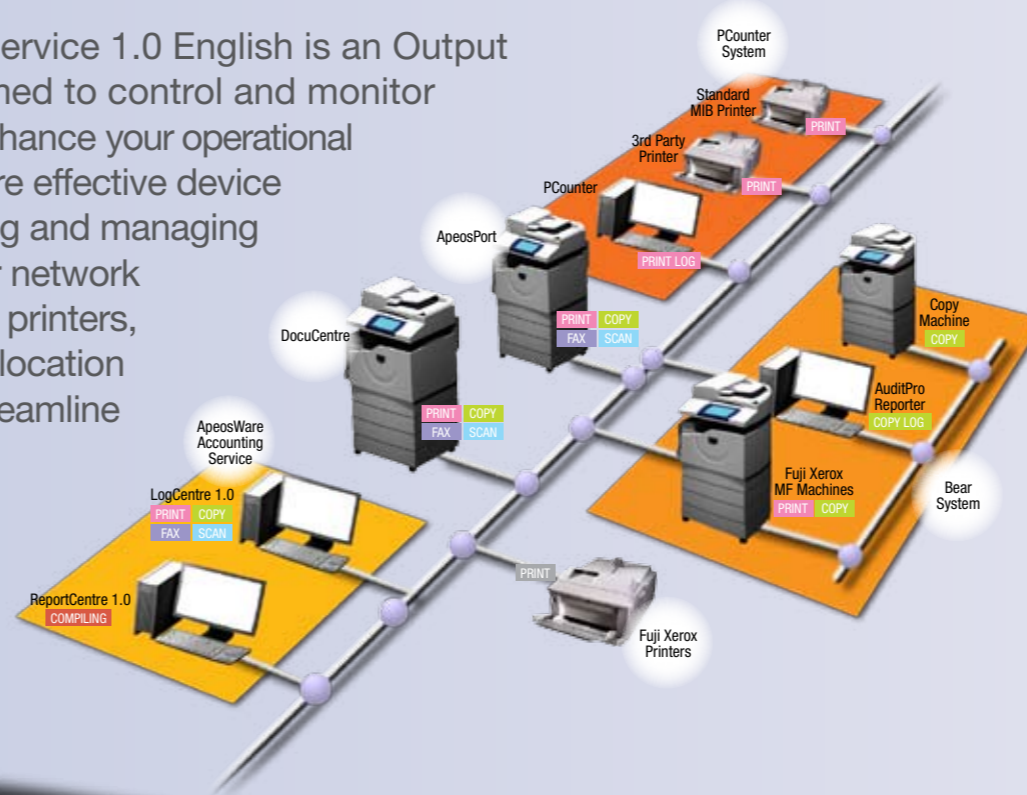 ervice 1.0 English is an Output
ned to control and monitor
hance your operational
re effective device
g and managing
r network
printers,
location
eamline
PCounter
System
Standard
MIB Printer
PRINT
3rd Party
Printer
PRINT
PCounter
PRINT LOG
ApeosPort
PRINT COPY
FAX SCAN
DocuCentre
PRINT COPY
FAX SCAN
Copy
Machine
COPY
AuditPro
Reporter
COPY LOG
Fuji Xerox
MF Machines
PRINT COPY
Bear
System
ApeosWare
Accounting
Service
LogCentre 1.0
PRINT COPY
FAX SCAN
ReportCentre 1.0
COMPILING
PRINT
Fuji Xerox
Printers